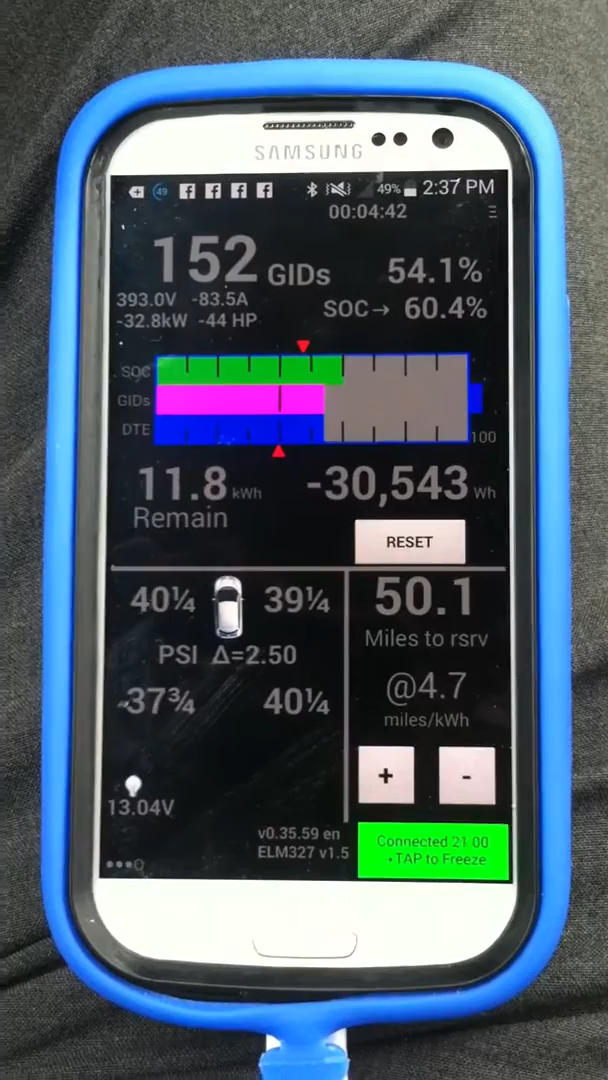 SAMSUNG
49 49% 2:37 PM
00:04:42
152 GIDs 54.1%
393.0V -83.5A SOC→ 60.4%
-32.8kW -44 HP
SOC
GIDs
DTE
100
11.8 kWh -30,543 Wh
Remain
RESET
40¼ 39¼ 50.1
Miles to rsrv
PSI Δ=2.50
@4.7
-37¾ 40¼
miles/kWh
+ -
13.04V
v0.35.59 en
ELM327 v1.5
Connected 21 00
+TAP to Freeze